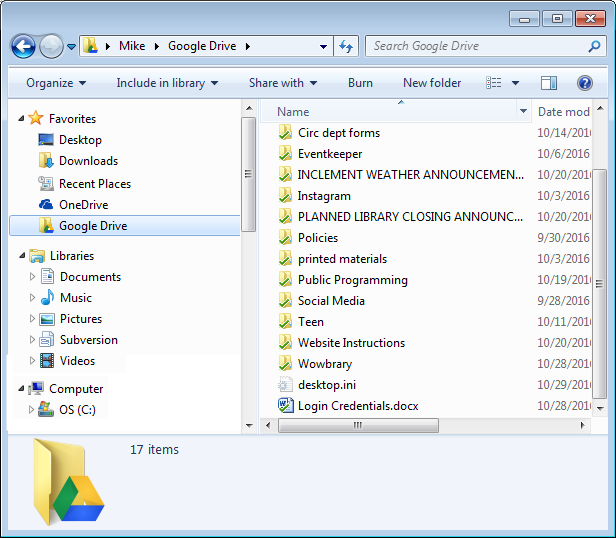 Mike Google Drive Search Google Drive
Organize Include in library Share with Burn New folder
Favorites
Desktop
Downloads
Recent Places
OneDrive
Google Drive
Libraries
Documents
Music
Pictures
Subversion
Videos
Computer
OS (C:)
Name Date mod
Circ dept forms 10/14/2016
Eventkeeper 10/6/2016
INCLEMENT WEATHER ANNOUNCEMEN... 10/20/2016
Instagram 10/3/2016
PLANNED LIBRARY CLOSING ANNOUNC... 10/20/2016
Policies 9/30/2016
printed materials 10/3/2016
Public Programming 10/19/2016
Social Media 9/28/2016
Teen 10/11/2016
Website Instructions 10/20/2016
Wowbrary 10/28/2016
desktop.ini 10/29/2016
Login Credentials.docx 10/28/2016
17 items